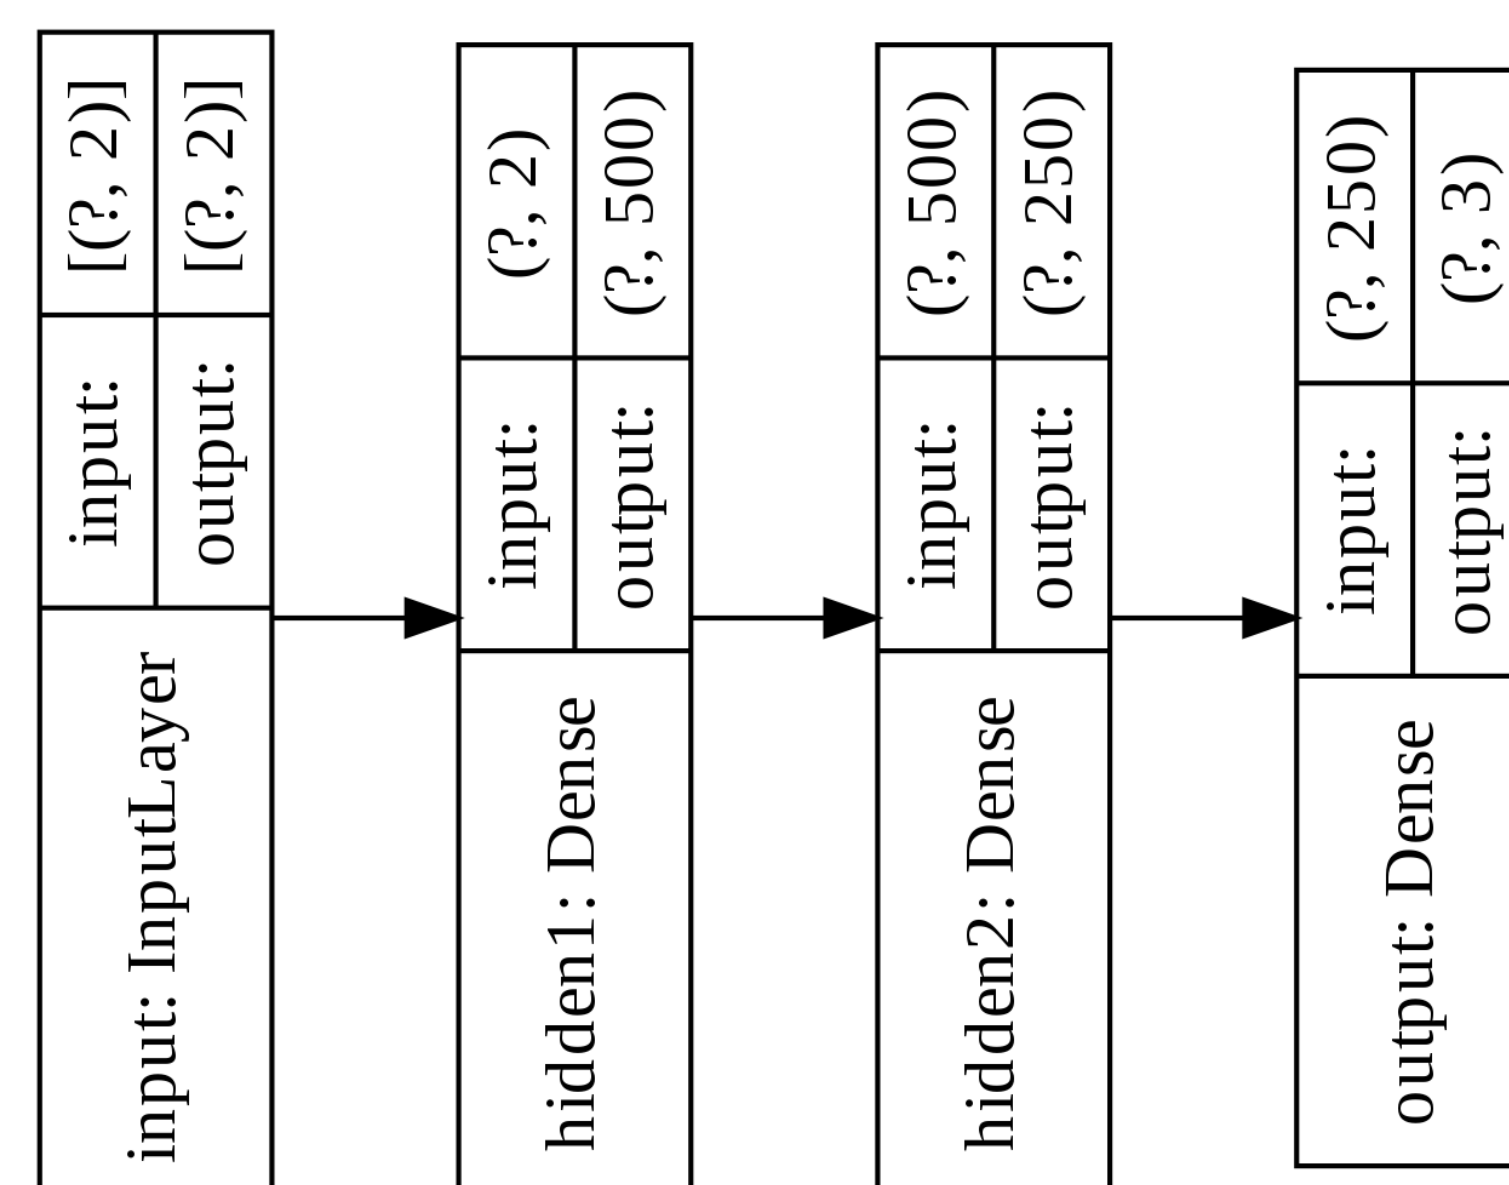 input: InputLayer
input:
[(?, 2)]
output:
[(?, 2)]
hidden1: Dense
input:
(?, 2)
output:
(?, 500)
hidden2: Dense
input:
(?, 500)
output:
(?, 250)
output: Dense
input:
(?, 250)
output:
(?, 3)